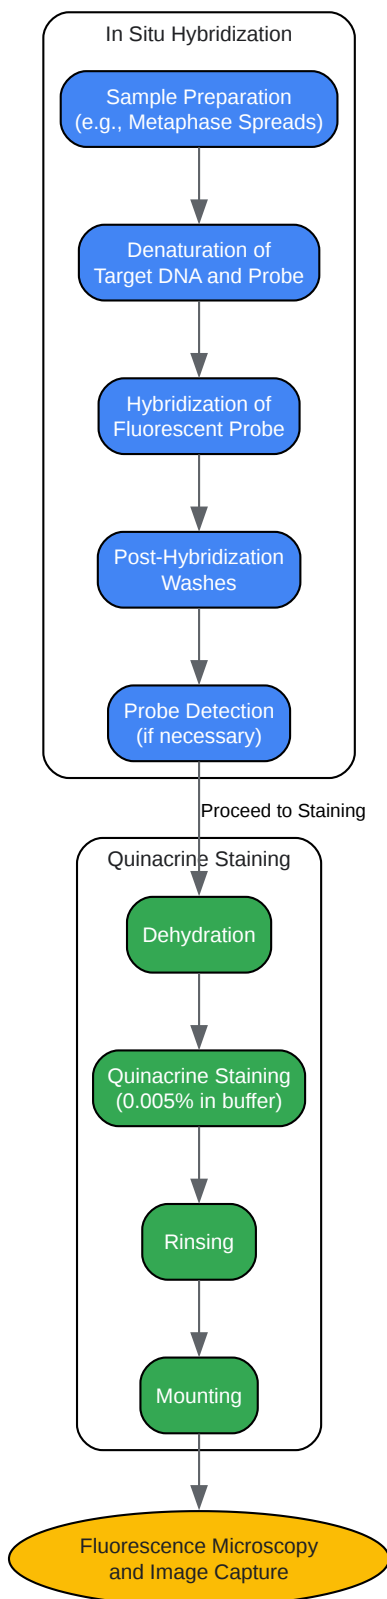 In Situ Hybridization
Sample Preparation
(e.g., Metaphase Spreads)
Denaturation of
Target DNA and Probe
Hybridization of
Fluorescent Probe
Post-Hybridization
Washes
Probe Detection
(if necessary)
Proceed to Staining
Quinacrine Staining
Dehydration
Quinacrine Staining
(0.005% in buffer)
Rinsing
Mounting
Fluorescence Microscopy
and Image Capture